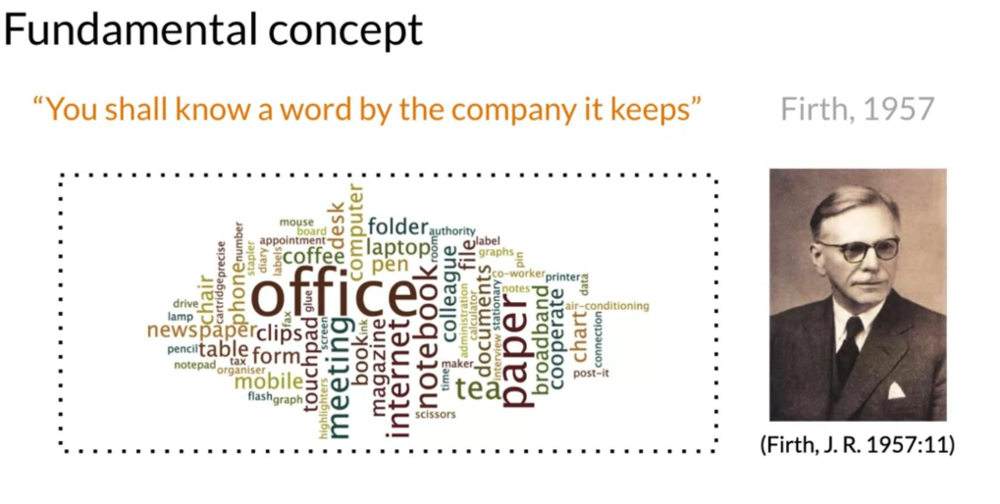 Fundamental concept
“You shall know a word by the company it keeps”
Firth, 1957
mouse
board
desk
computer
folder
authority
appointment
laptop
room
label
file
graphs
pin
number
phone
stapler
diary
labels
coffee
pen
precise
cartridge
chair
office
glue
colleague
co-worker
printer
data
notebook
documents
notes
stationary
administration
calculator
interview
drive
lamp
newspaper
clips
fax
screen
ink
book
paper
broadband
cooperate
air-conditioning
chart
connection
pencil
table
tax
form
touchpad
meeting
magazine
internet
time
maker
notepad
organiser
mobile
tea
post-it
flash
graph
highlighters
scissors
(Firth, J. R. 1957:11)